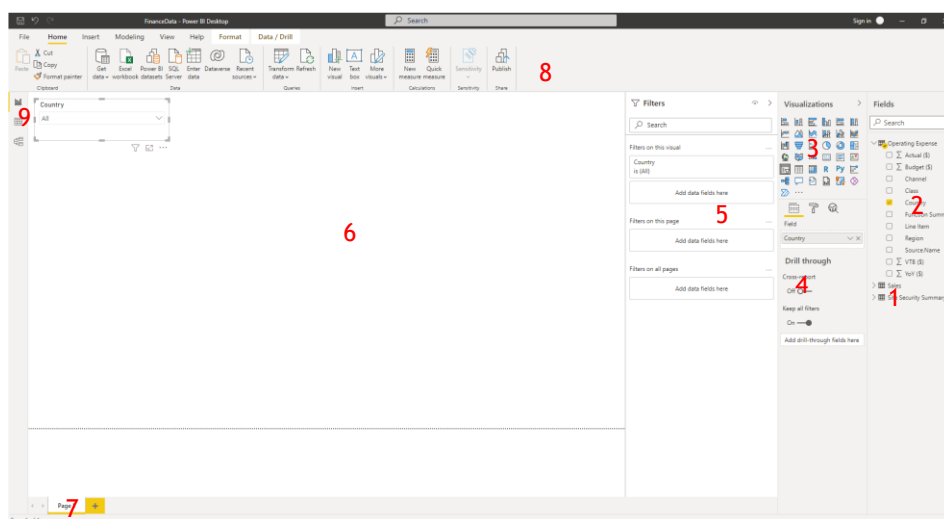 FinanceData - Power BI Desktop
Search
Sign in
File Home Insert Modeling View Help Format Data / Drill
Paste
Cut
Copy
Format painter
Get data
Excel workbook
Power BI datasets
SQL Server
Enter data
Dataverse
Recent sources
Transform data
Refresh
New visual
Text box
More visuals
New measure
Quick measure
Sensitivity
Publish
Clipboard Data Queries Insert Calculations Sensitivity Share
8
9
Country
All
6
Filters
Search
Filters on this visual
Country
is (All)
Add data fields here
Filters on this page
5
Add data fields here
Filters on all pages
Add data fields here
Visualizations
3
R Py
Field
Country
Drill through
Cross-report
4
Off
Keep all filters
On
Add drill-through fields here
Fields
Search
Operating Expense
Actual ($)
Budget ($)
Channel
Class
Country
2
Function Summ
Line Item
Region
Source.Name
VTB ($)
YoY ($)
Sales
1
Site Security Summary
Page
7